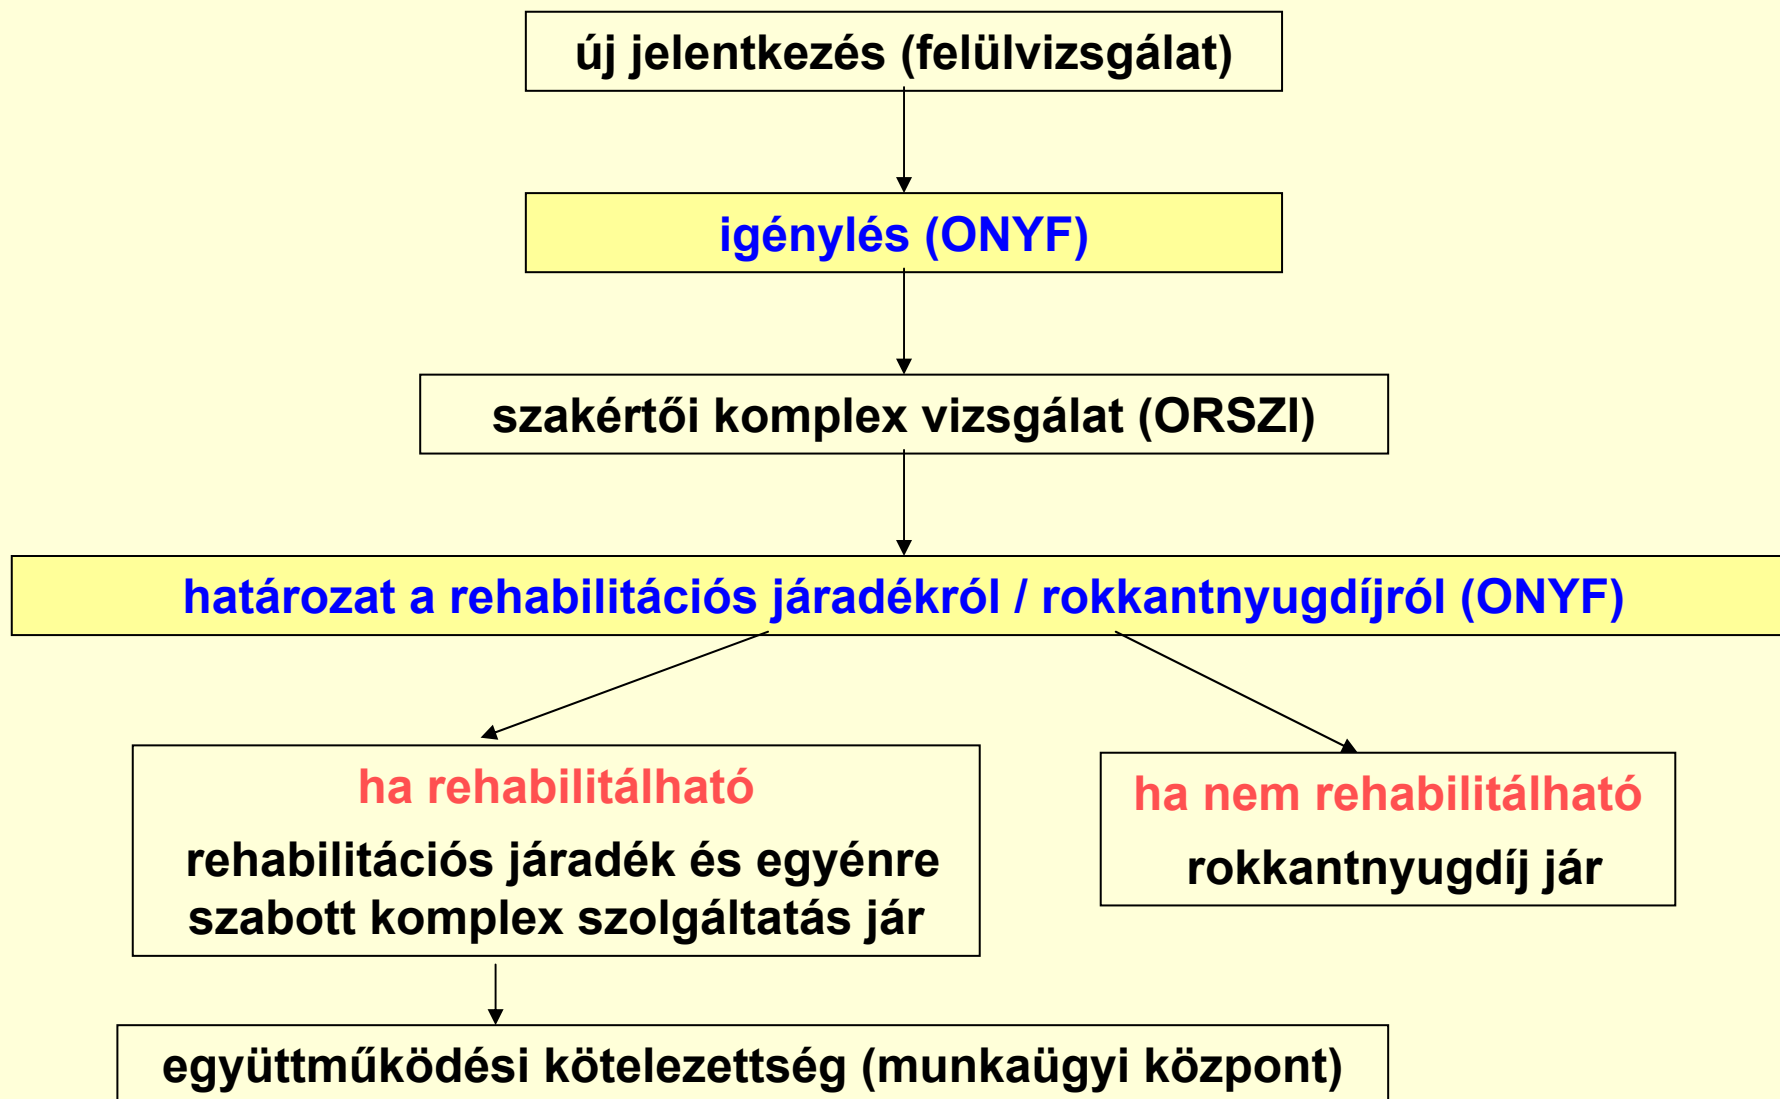 új jelentkezés (felülvizsgálat)
igénylés (ONYF)
szakértői komplex vizsgálat (ORSZI)
határozat a rehabilitációs járadékról / rokkantnyugdíjról (ONYF)
ha rehabilitálható
rehabilitációs járadék és egyénre
szabott komplex szolgáltatás jár
ha nem rehabilitálható
rokkantnyugdíj jár
együttműködési kötelezettség (munkaügyi központ)